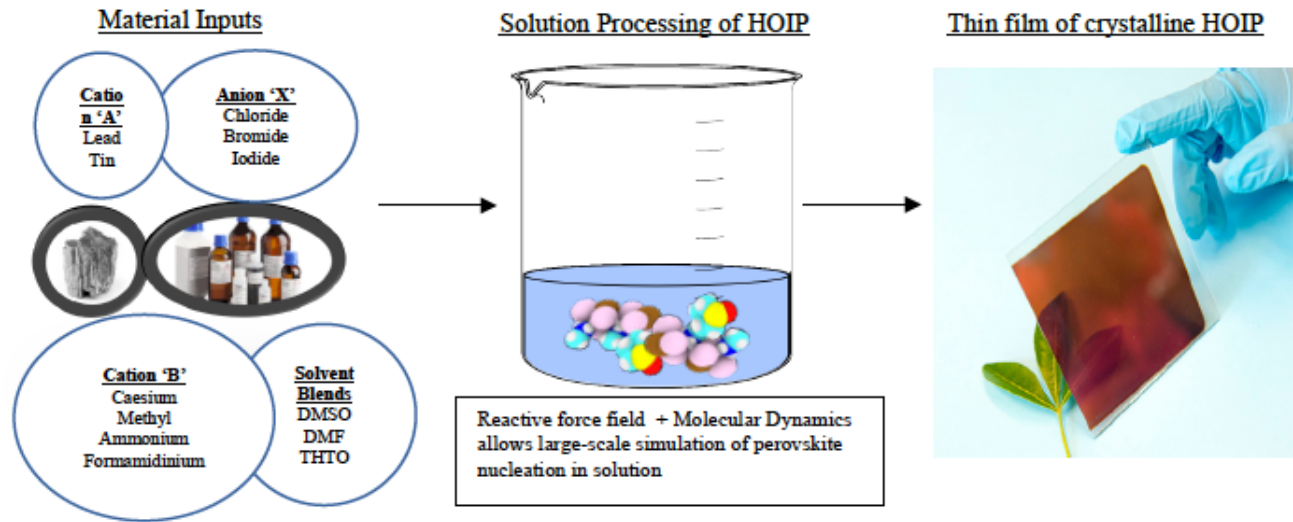 Material Inputs
Solution Processing of HOIP
Thin film of crystalline HOIP
Catio
n ‘A’
Lead
Tin
Anion ‘X’
Chloride
Bromide
Iodide
Cation ‘B’
Caesium
Methyl
Ammonium
Formamidinium
Solvent
Blends
DMSO
DMF
THTO
Reactive force field + Molecular Dynamics
allows large-scale simulation of perovskite
nucleation in solution